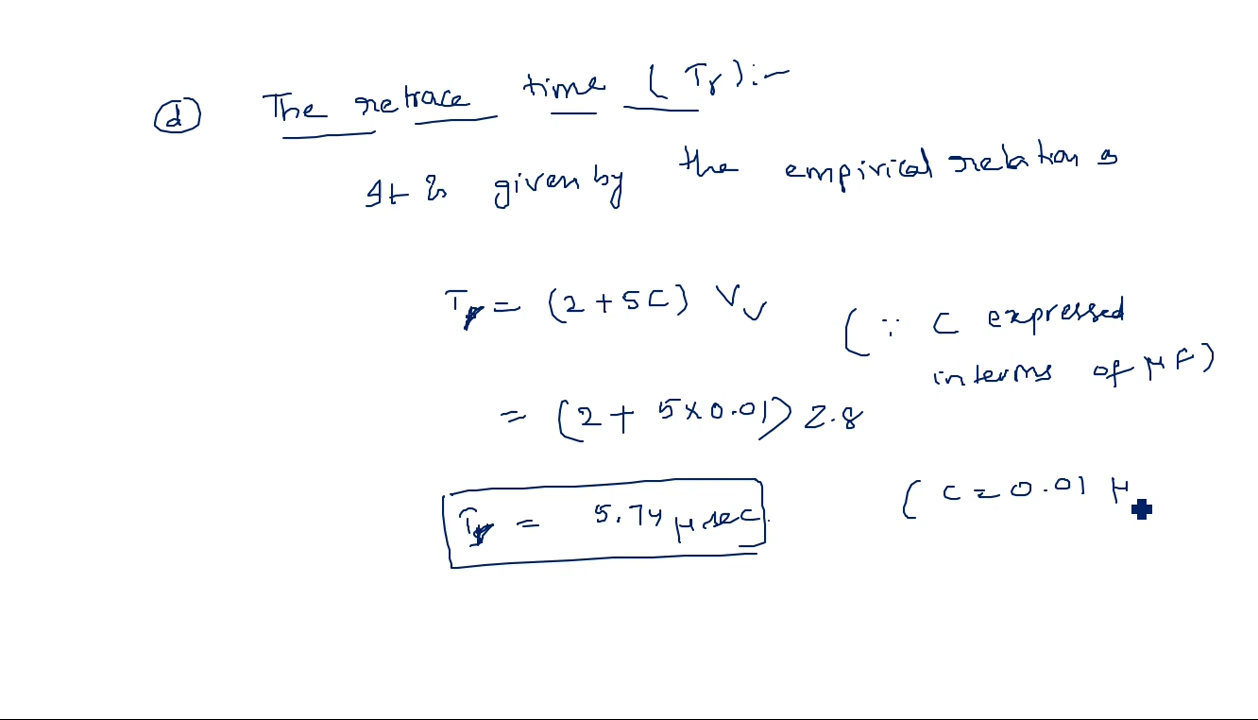 (d) The retrace time (Tr):-
It is given by the empirical relation s
Tr = (2+5C) Vv
(∵ C expressed
interms of μF)
= (2+ 5×0.01) 2.8
Tr = 5.74 μsec
( C = 0.01 μ